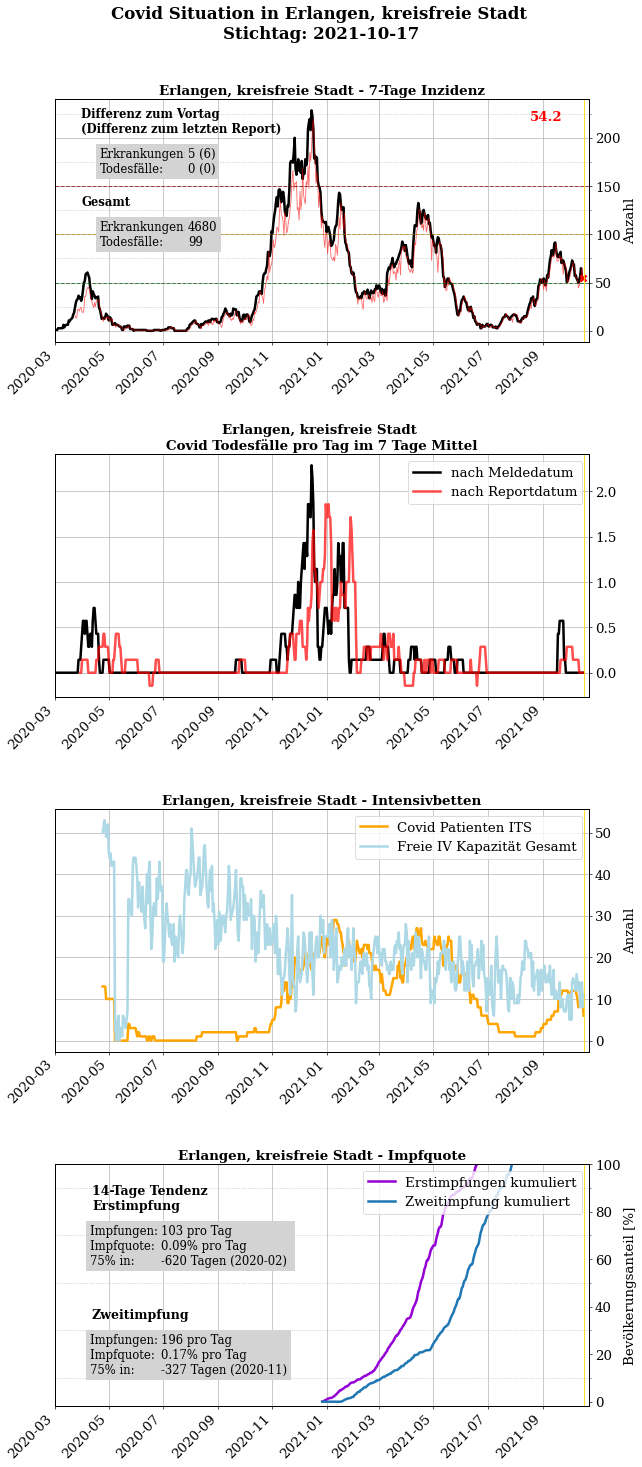 Covid Situation in Erlangen, kreisfreie Stadt
Stichtag: 2021-10-17
Erlangen, kreisfreie Stadt - 7-Tage Inzidenz
Differenz zum Vortag
(Differenz zum letzten Report)
Erkrankungen 5 (6)
Todesfälle: 0 (0)
Gesamt
Erkrankungen 4680
Todesfälle: 99
54.2
200
150
100
50
0
Anzahl
2020-03
2020-05
2020-07
2020-09
2020-11
2021-01
2021-03
2021-05
2021-07
2021-09
Erlangen, kreisfreie Stadt
Covid Todesfälle pro Tag im 7 Tage Mittel
nach Meldedatum
nach Reportdatum
2.0
1.5
1.0
0.5
0.0
2020-03
2020-05
2020-07
2020-09
2020-11
2021-01
2021-03
2021-05
2021-07
2021-09
Erlangen, kreisfreie Stadt - Intensivbetten
Covid Patienten ITS
Freie IV Kapazität Gesamt
50
40
30
20
10
0
Anzahl
2020-03
2020-05
2020-07
2020-09
2020-11
2021-01
2021-03
2021-05
2021-07
2021-09
Erlangen, kreisfreie Stadt - Impfquote
14-Tage Tendenz
Erstimpfung
Impfungen: 103 pro Tag
Impfquote: 0.09% pro Tag
75% in: -620 Tagen (2020-02)
Zweitimpfung
Impfungen: 196 pro Tag
Impfquote: 0.17% pro Tag
75% in: -327 Tagen (2020-11)
Erstimpfungen kumuliert
Zweitimpfung kumuliert
100
80
60
40
20
0
Bevölkerungsanteil [%]
2020-03
2020-05
2020-07
2020-09
2020-11
2021-01
2021-03
2021-05
2021-07
2021-09